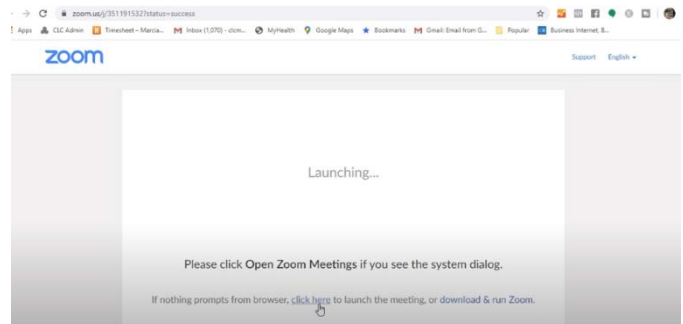 zoom.us/j/351191532?status=success
Apps CLC Admin Timesheet – Marcia... M Inbox (1,070) - clcm... MyHealth Google Maps Bookmarks M Gmail: Email from G... Popular Business Internet, B...
zoom
Support English
Launching...
Please click Open Zoom Meetings if you see the system dialog.
If nothing prompts from browser, click here to launch the meeting, or download & run Zoom.